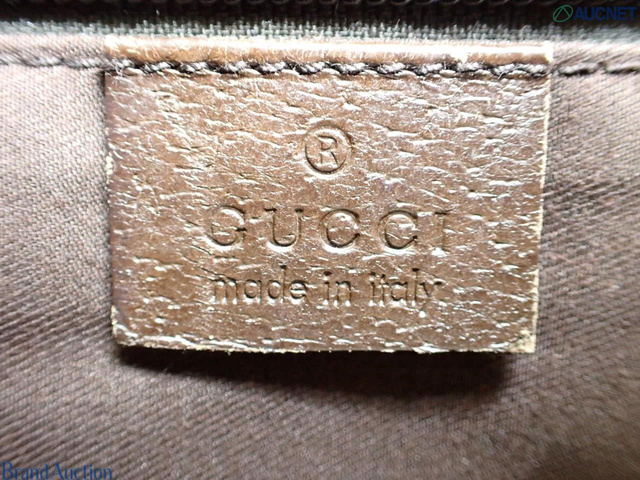 AUCNET
®
GUCCI
made in italy
Brand Auction